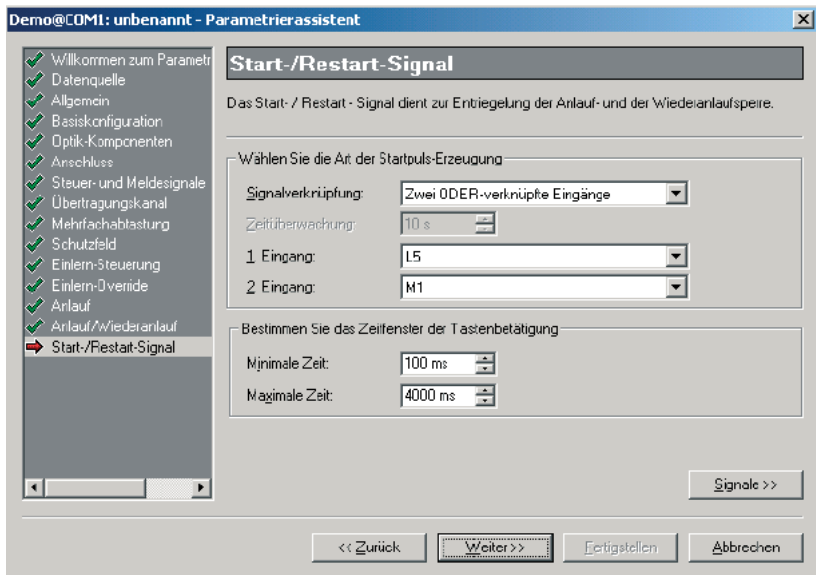 Demo@COM1: unbenannt - Parametrierassistent
Willkommen zum Parametr
Datenquelle
Allgemein
Basiskonfiguration
Optik-Komponenten
Anschluss
Steuer- und Meldesignale
Übertragungskanal
Mehrfachabtastung
Schutzfeld
Einlern-Steuerung
Einlern-Override
Anlauf
Anlauf/Wiederanlauf
Start-/Restart-Signal
Start-/Restart-Signal
Das Start- / Restart - Signal dient zur Entriegelung der Anlauf- und der Wiederanlaufsperre.
Wählen Sie die Art der Startpuls-Erzeugung
Signalverknüpfung: Zwei ODER-verknüpfte Eingänge
Zeitüberwachung: 10 s
1 Eingang: L5
2 Eingang: M1
Bestimmen Sie das Zeitfenster der Tastenbetätigung
Minimale Zeit: 100 ms
Maximale Zeit: 4000 ms
Signale >>
<< Zurück Weiter >> Fertigstellen Abbrechen